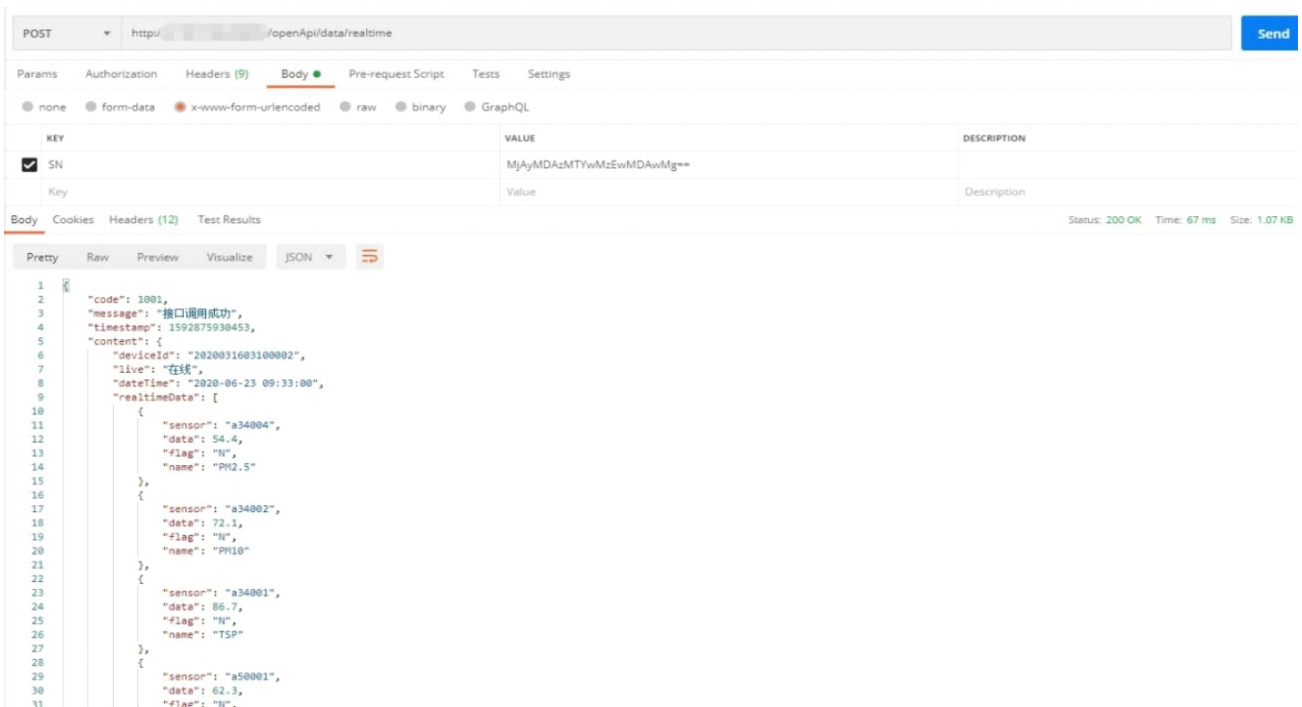 POST http:/ /openApi/data/realtime Send
Params Authorization Headers (9) Body Pre-request Script Tests Settings
none form-data x-www-form-urlencoded raw binary GraphQL
KEY VALUE DESCRIPTION
SN MjAyMDAzMTYwMzEwMDAwMg==
Key Value Description
Body Cookies Headers (12) Test Results Status: 200 OK Time: 67 ms Size: 1.07 KB
Pretty Raw Preview Visualize JSON
1 {
2 "code": 1001,
3 "message": "接口调用成功",
4 "timestamp": 1592875930453,
5 "content": {
6 "deviceId": "2020031603100002",
7 "live": "在线",
8 "dateTime": "2020-06-23 09:33:00",
9 "realtimeData": [
10 {
11 "sensor": "a34004",
12 "data": 54.4,
13 "flag": "N",
14 "name": "PM2.5"
15 },
16 {
17 "sensor": "a34002",
18 "data": 72.1,
19 "flag": "N",
20 "name": "PM10"
21 },
22 {
23 "sensor": "a34001",
24 "data": 86.7,
25 "flag": "N",
26 "name": "TSP"
27 },
28 {
29 "sensor": "a50001",
30 "data": 62.3,
31 "flag": "N",